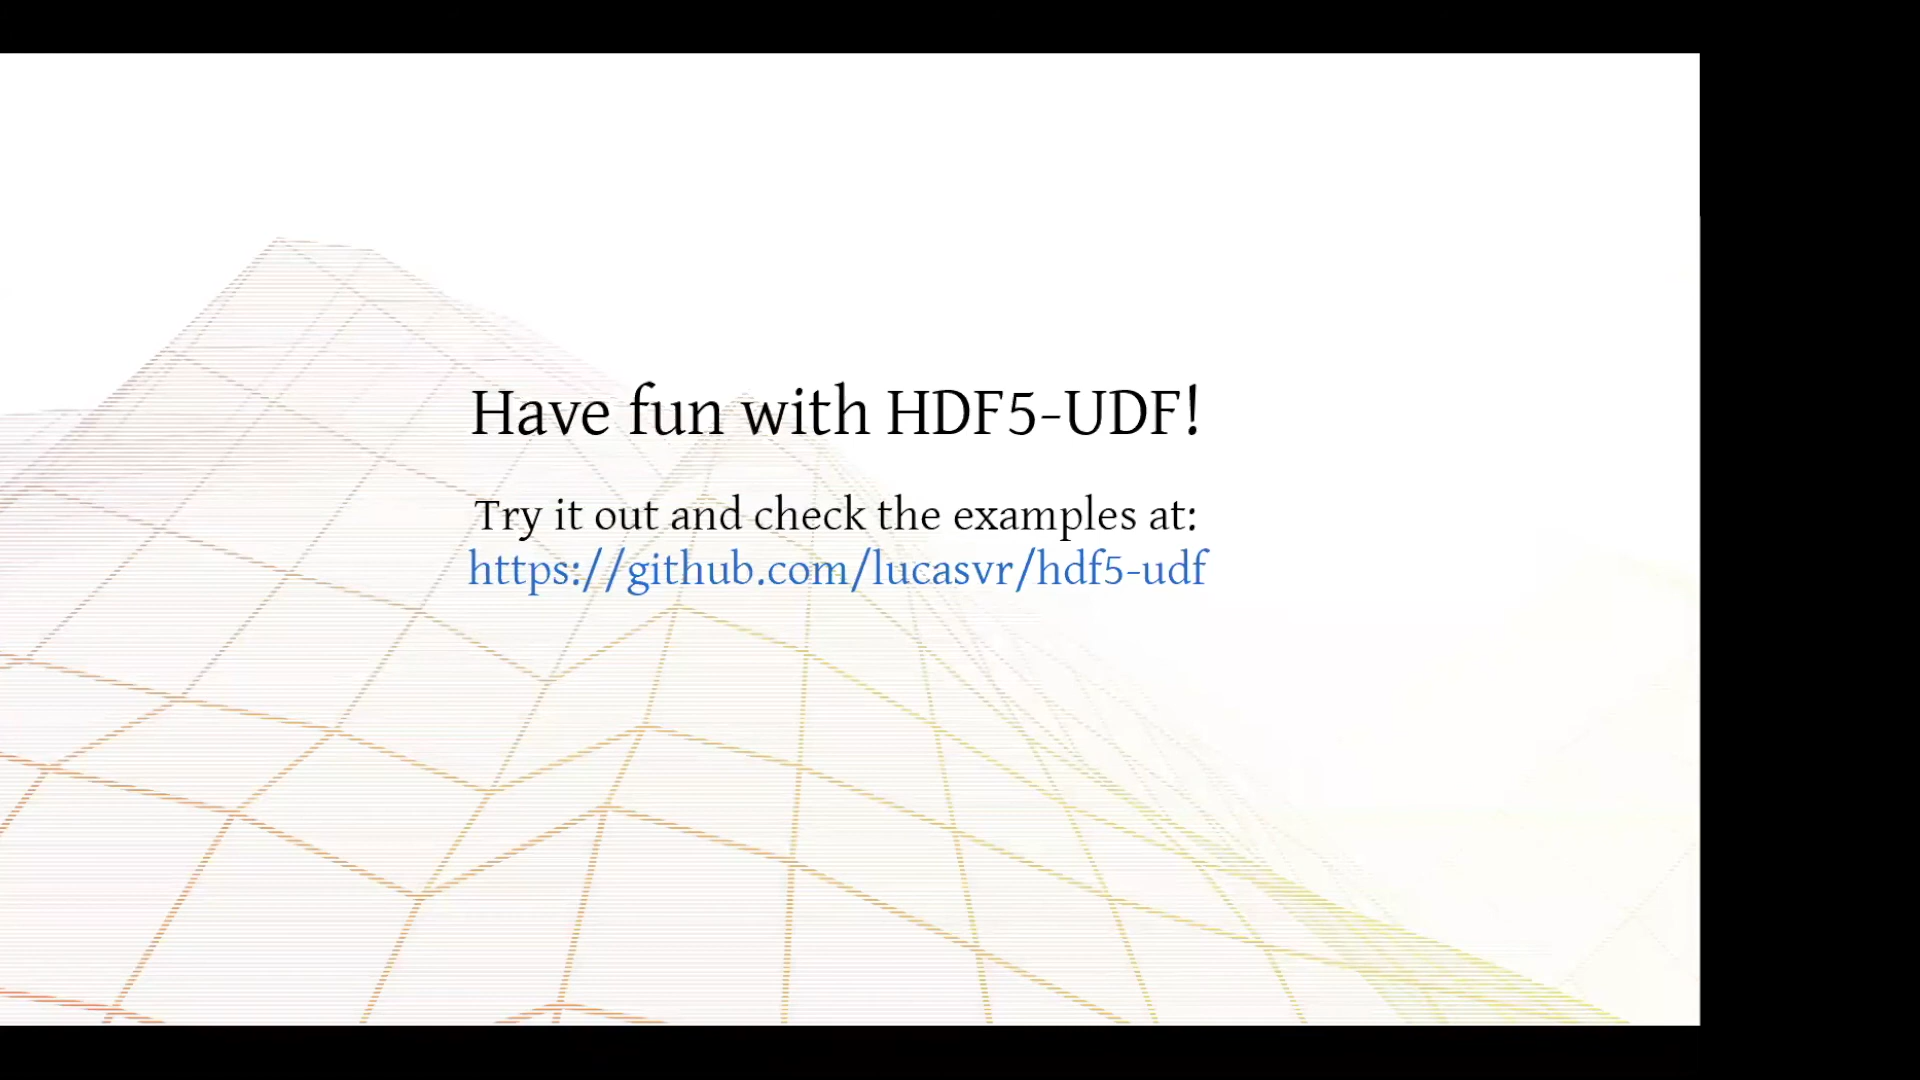 Have fun with HDF5-UDF!
Try it out and check the examples at:
https://github.com/lucasvr/hdf5-udf